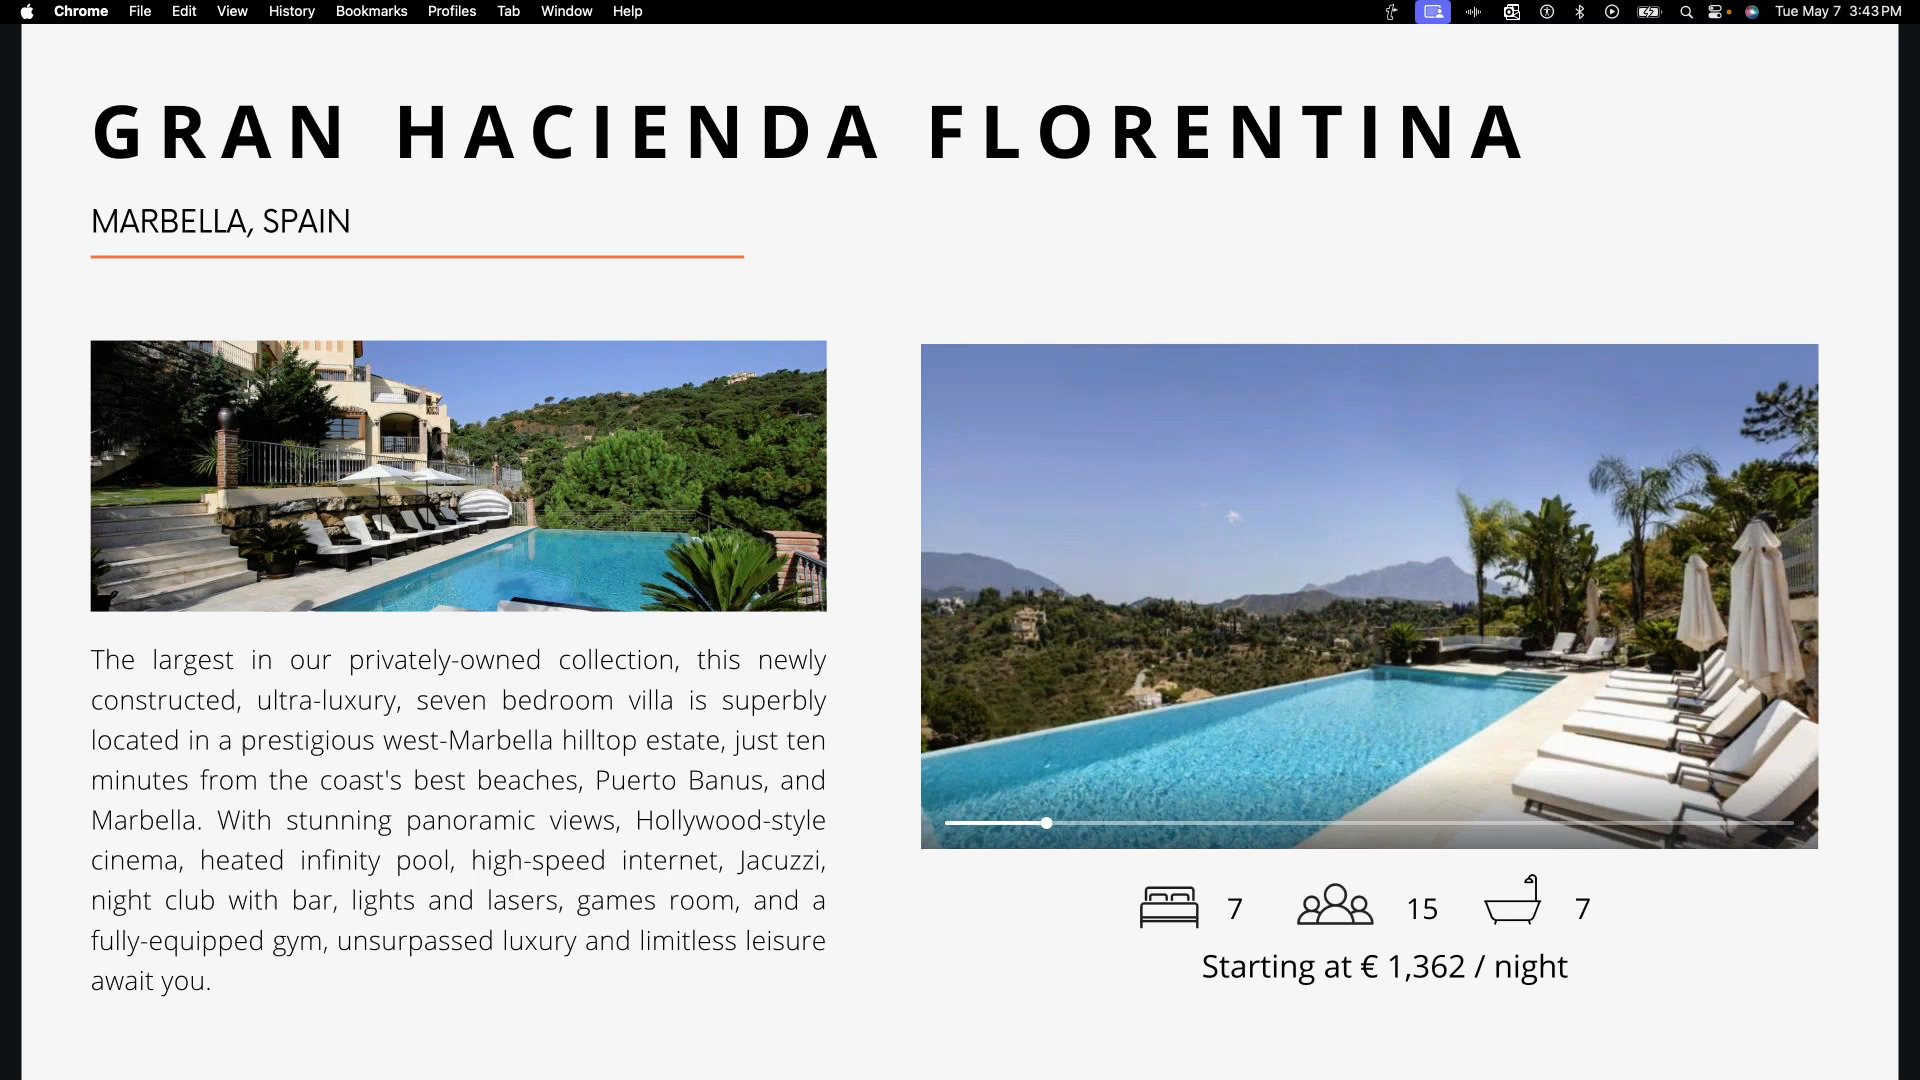 Chrome File Edit View History Bookmarks Profiles Tab Window Help Tue May 7 3:43 PM
GRAN HACIENDA FLORENTINA
MARBELLA, SPAIN
The largest in our privately-owned collection, this newly
constructed, ultra-luxury, seven bedroom villa is superbly
located in a prestigious west-Marbella hilltop estate, just ten
minutes from the coast's best beaches, Puerto Banus, and
Marbella. With stunning panoramic views, Hollywood-style
cinema, heated infinity pool, high-speed internet, Jacuzzi,
night club with bar, lights and lasers, games room, and a
fully-equipped gym, unsurpassed luxury and limitless leisure
await you.
7 15 7
Starting at € 1,362 / night